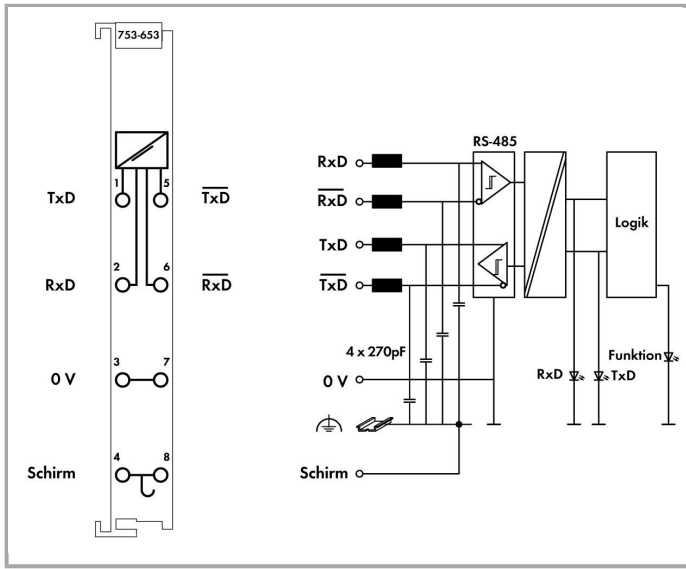 753-653
1
5
TxD
T̅x̅D̅
2
6
RxD
R̅x̅D̅
3
7
0 V
4
8
Schirm
RS-485
RxD
R̅x̅D̅
TxD
T̅x̅D̅
Logik
4 x 270pF
0 V
Schirm
RxD
TxD
Funktion